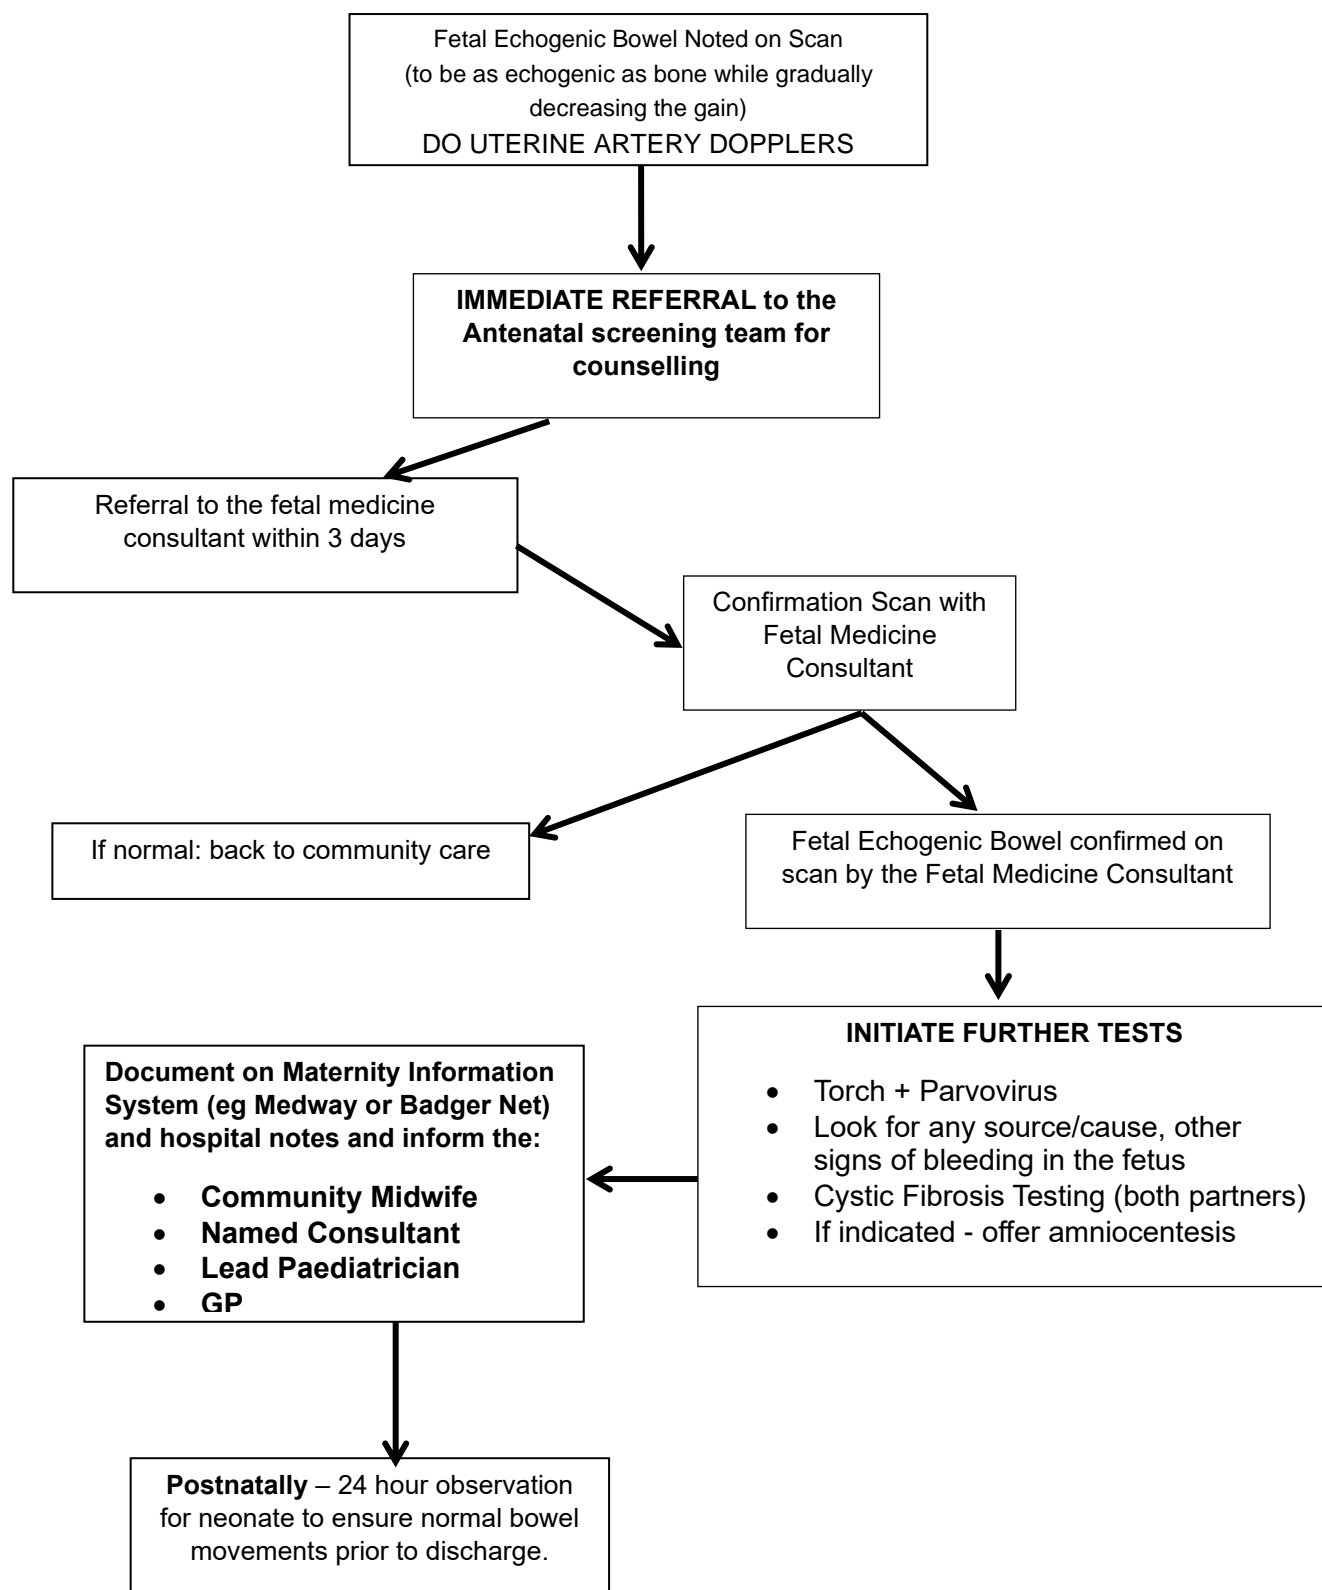 Fetal Echogenic Bowel Noted on Scan
(to be as echogenic as bone while gradually
decreasing the gain)
DO UTERINE ARTERY DOPPLERS
IMMEDIATE REFERRAL to the
Antenatal screening team for
counselling
Referral to the fetal medicine
consultant within 3 days
Confirmation Scan with
Fetal Medicine
Consultant
If normal: back to community care
Fetal Echogenic Bowel confirmed on
scan by the Fetal Medicine Consultant
INITIATE FURTHER TESTS
• Torch + Parvovirus
• Look for any source/cause, other
signs of bleeding in the fetus
• Cystic Fibrosis Testing (both partners)
• If indicated - offer amniocentesis
Document on Maternity Information
System (eg Medway or Badger Net)
and hospital notes and inform the:
• Community Midwife
• Named Consultant
• Lead Paediatrician
• GP
Postnatally – 24 hour observation
for neonate to ensure normal bowel
movements prior to discharge.